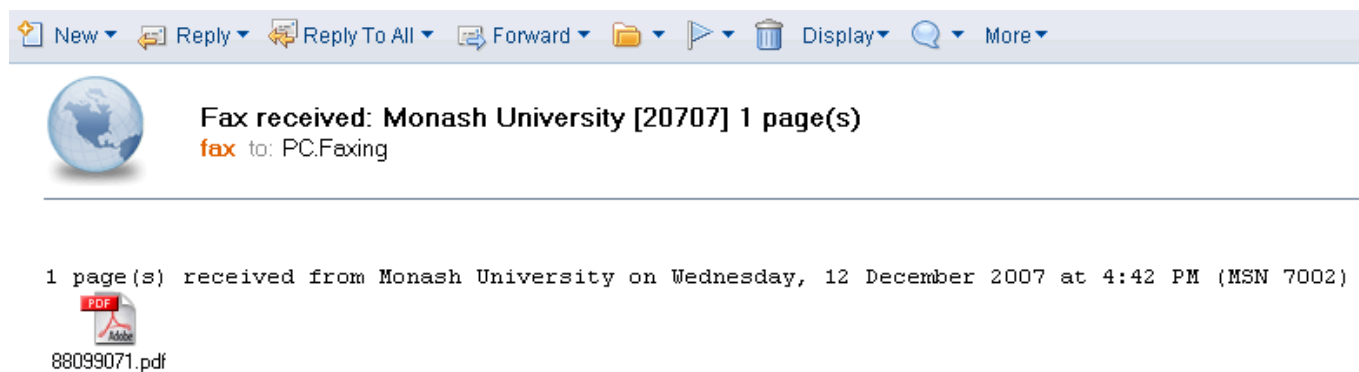 New Reply Reply To All Forward Display More
Fax received: Monash University [20707] 1 page(s)
fax to: PC.Faxing
1 page(s) received from Monash University on Wednesday, 12 December 2007 at 4:42 PM (MSN 7002)
PDF
Adobe
88099071.pdf